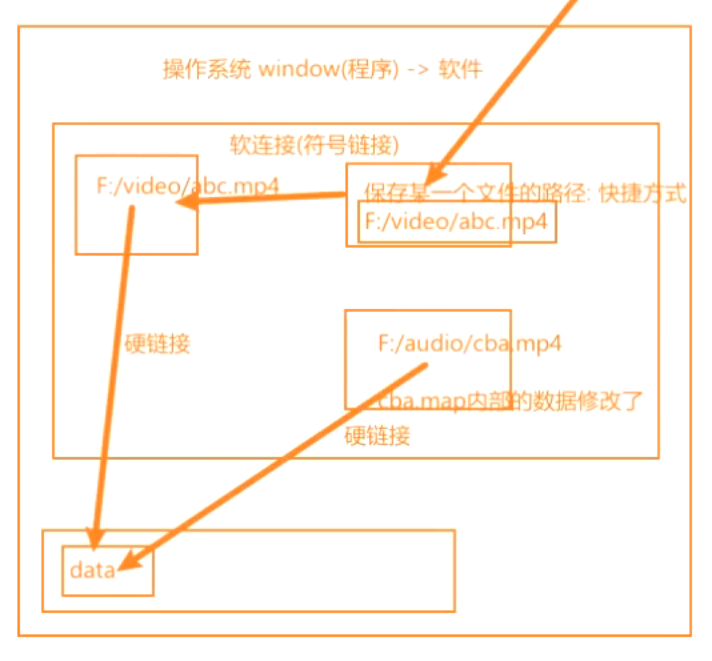 操作系统 window(程序) -> 软件
软连接(符号链接)
F:/video/abc.mp4
保存某一个文件的路径: 快捷方式
F:/video/abc.mp4
硬链接
F:/audio/cba.mp4
cba.map内部的数据修改了
硬链接
data